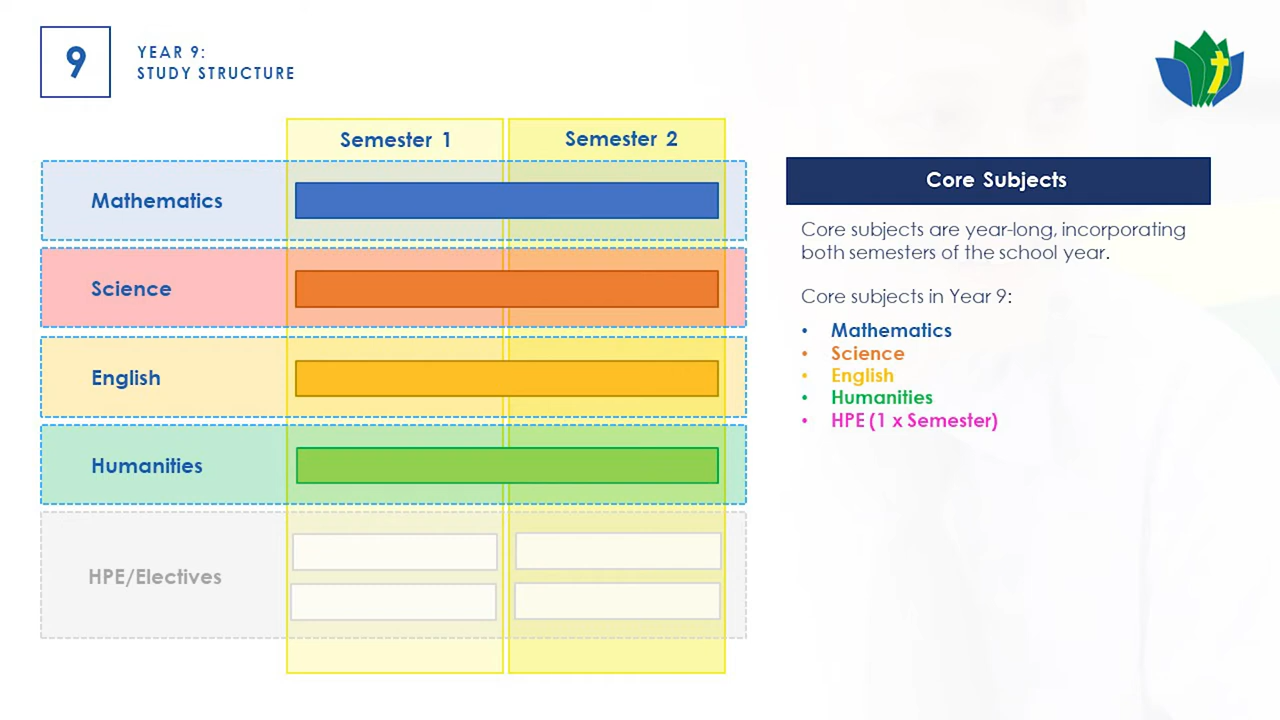 9
YEAR 9:
STUDY STRUCTURE
Semester 1
Semester 2
Mathematics
Science
English
Humanities
HPE/Electives
Core Subjects
Core subjects are year-long, incorporating
both semesters of the school year.
Core subjects in Year 9:
• Mathematics
• Science
• English
• Humanities
• HPE (1 x Semester)